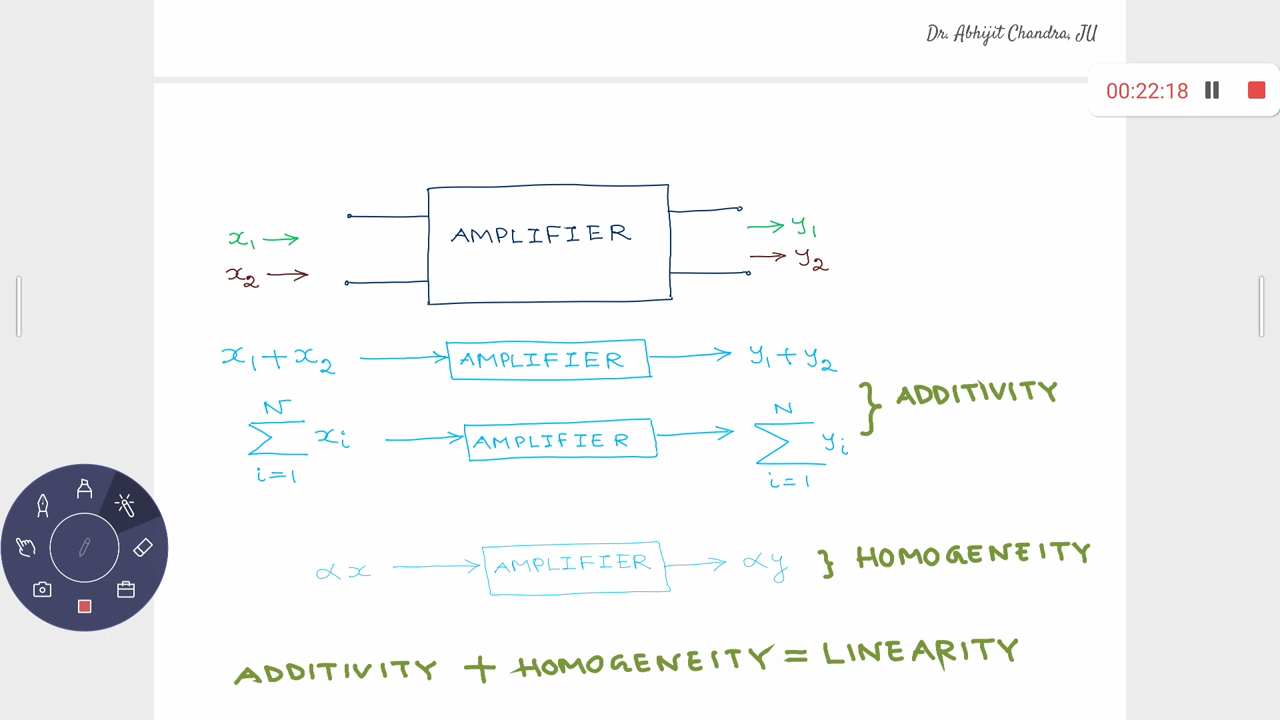 Dr. Abhijit Chandra, JU
00:22:18
AMPLIFIER
x₁ → → y₁
x₂ → → y₂
x₁ + x₂ → AMPLIFIER → y₁ + y₂
} ADDITIVITY
N N
∑ xᵢ → AMPLIFIER → ∑ yᵢ
i=1 i=1
αx → AMPLIFIER → αy } HOMOGENEITY
ADDITIVITY + HOMOGENEITY = LINEARITY